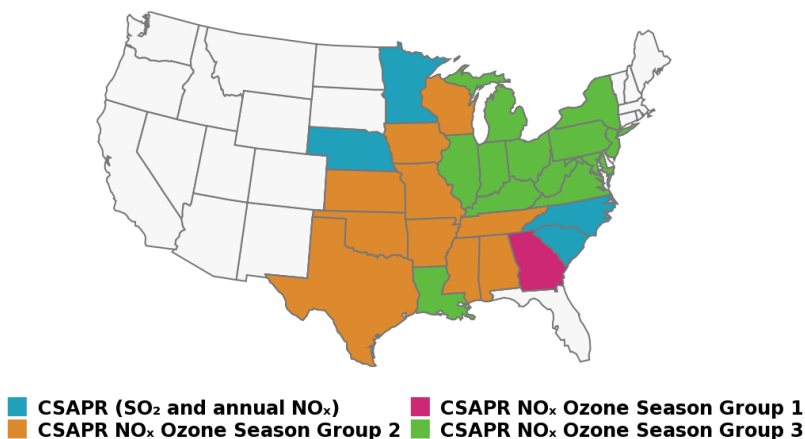 CSAPR (SO₂ and annual NOₓ)
CSAPR NOₓ Ozone Season Group 2
CSAPR NOₓ Ozone Season Group 1
CSAPR NOₓ Ozone Season Group 3